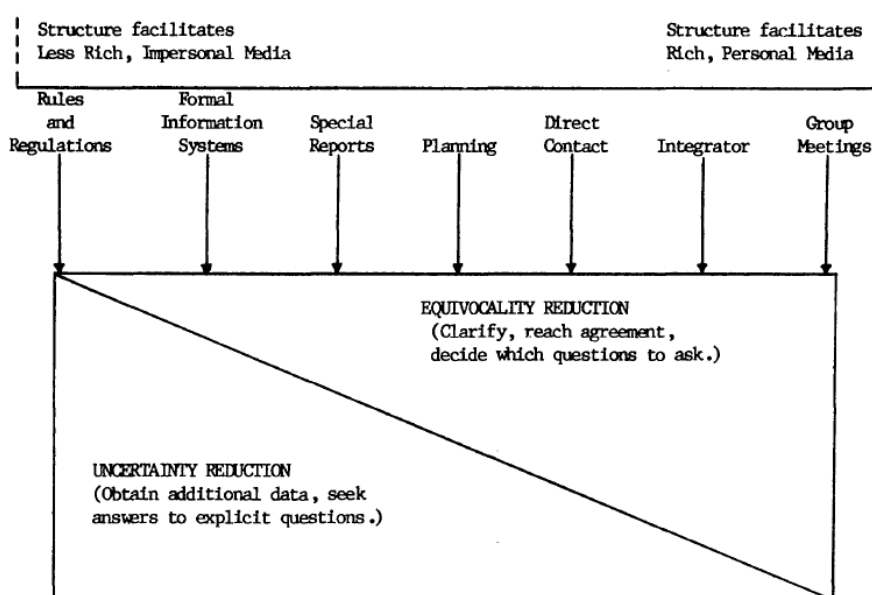 Structure facilitates
Less Rich, Impersonal Media
Structure facilitates
Rich, Personal Media
Rules
and
Regulations
Formal
Information
Systems
Special
Reports
Planning
Direct
Contact
Integrator
Group
Meetings
EQUIVOCALITY REDUCTION
(Clarify, reach agreement,
decide which questions to ask.)
UNCERTAINTY REDUCTION
(Obtain additional data, seek
answers to explicit questions.)